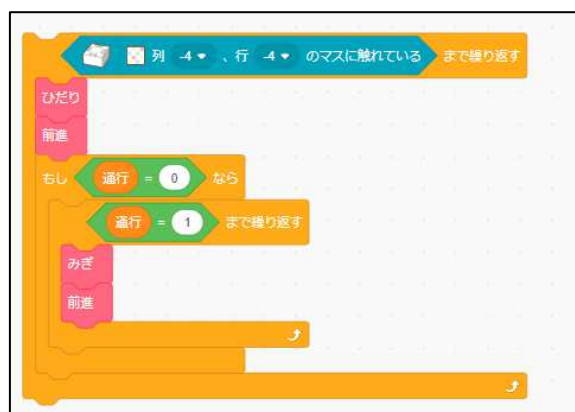 列 -4 、行 -4 のマスに触れている まで繰り返す
ひだり
前進
もし 通行 = 0 なら
通行 = 1 まで繰り返す
みぎ
前進